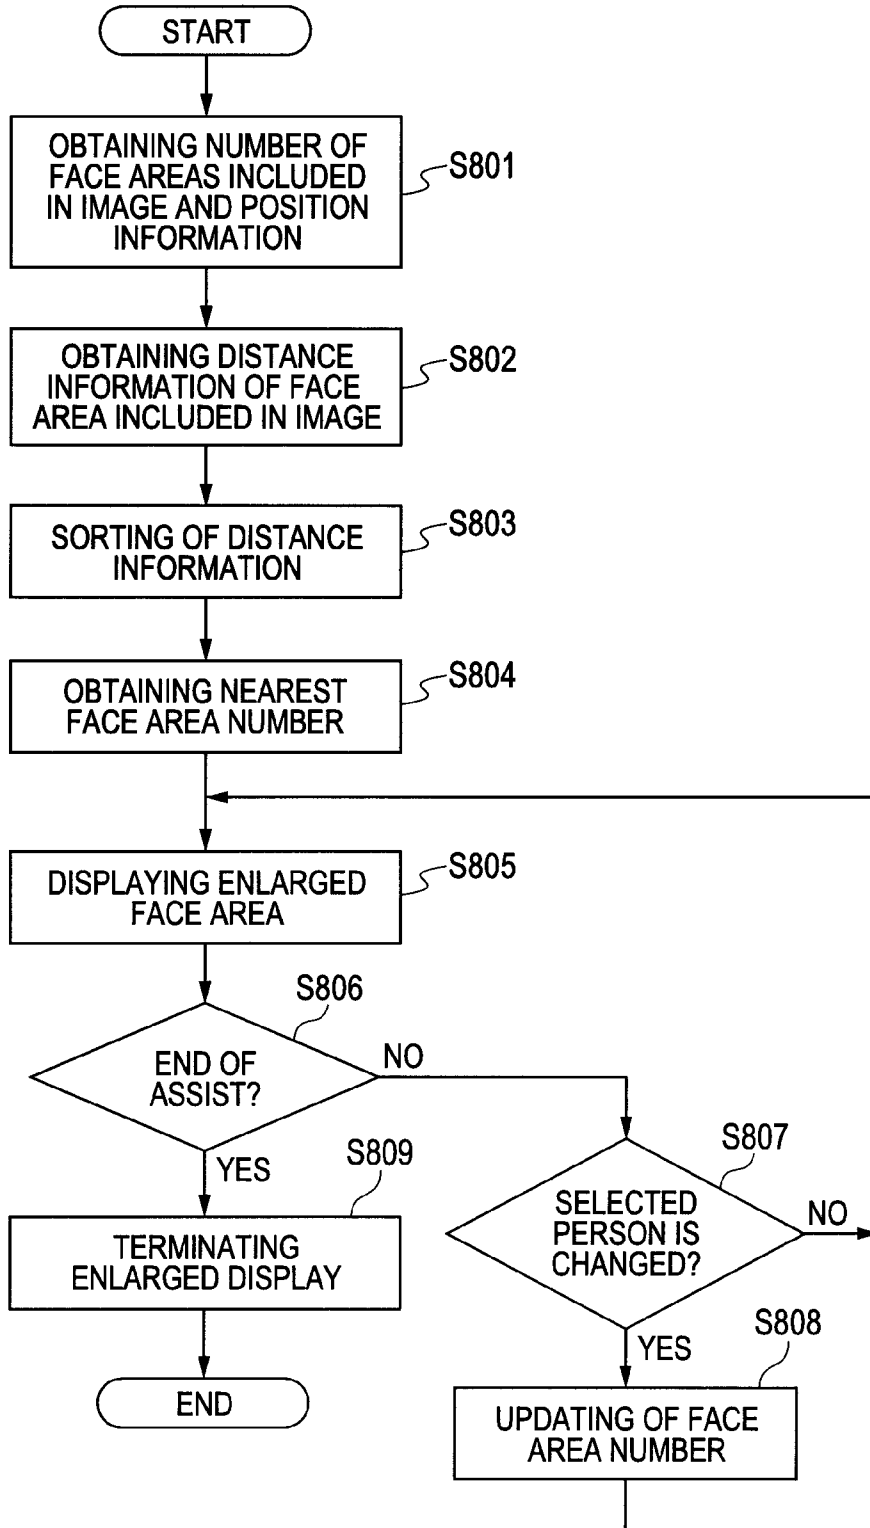 START
OBTAINING NUMBER OF
FACE AREAS INCLUDED
IN IMAGE AND POSITION
INFORMATION
S801
OBTAINING DISTANCE
INFORMATION OF FACE
AREA INCLUDED IN IMAGE
S802
SORTING OF DISTANCE
INFORMATION
S803
OBTAINING NEAREST
FACE AREA NUMBER
S804
DISPLAYING ENLARGED
FACE AREA
S805
END OF
ASSIST?
S806
NO
YES
SELECTED
PERSON IS
CHANGED?
S807
NO
YES
TERMINATING
ENLARGED DISPLAY
S809
UPDATING OF FACE
AREA NUMBER
S808
END